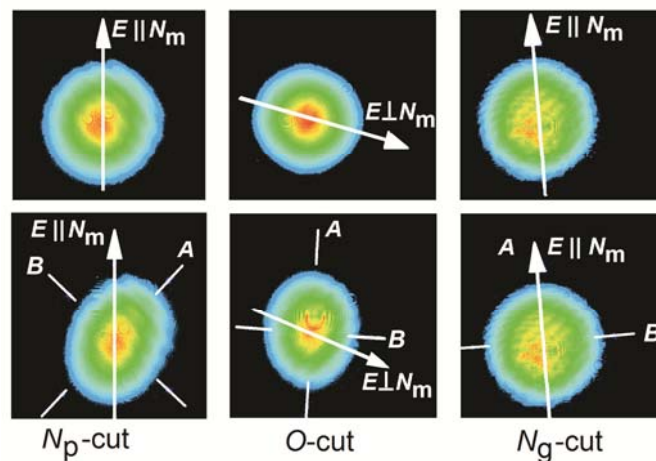 E || Nm
E⊥Nm
E || Nm
E || Nm
A
B
A
B
E⊥Nm
A
E || Nm
B
Np-cut
O-cut
Ng-cut